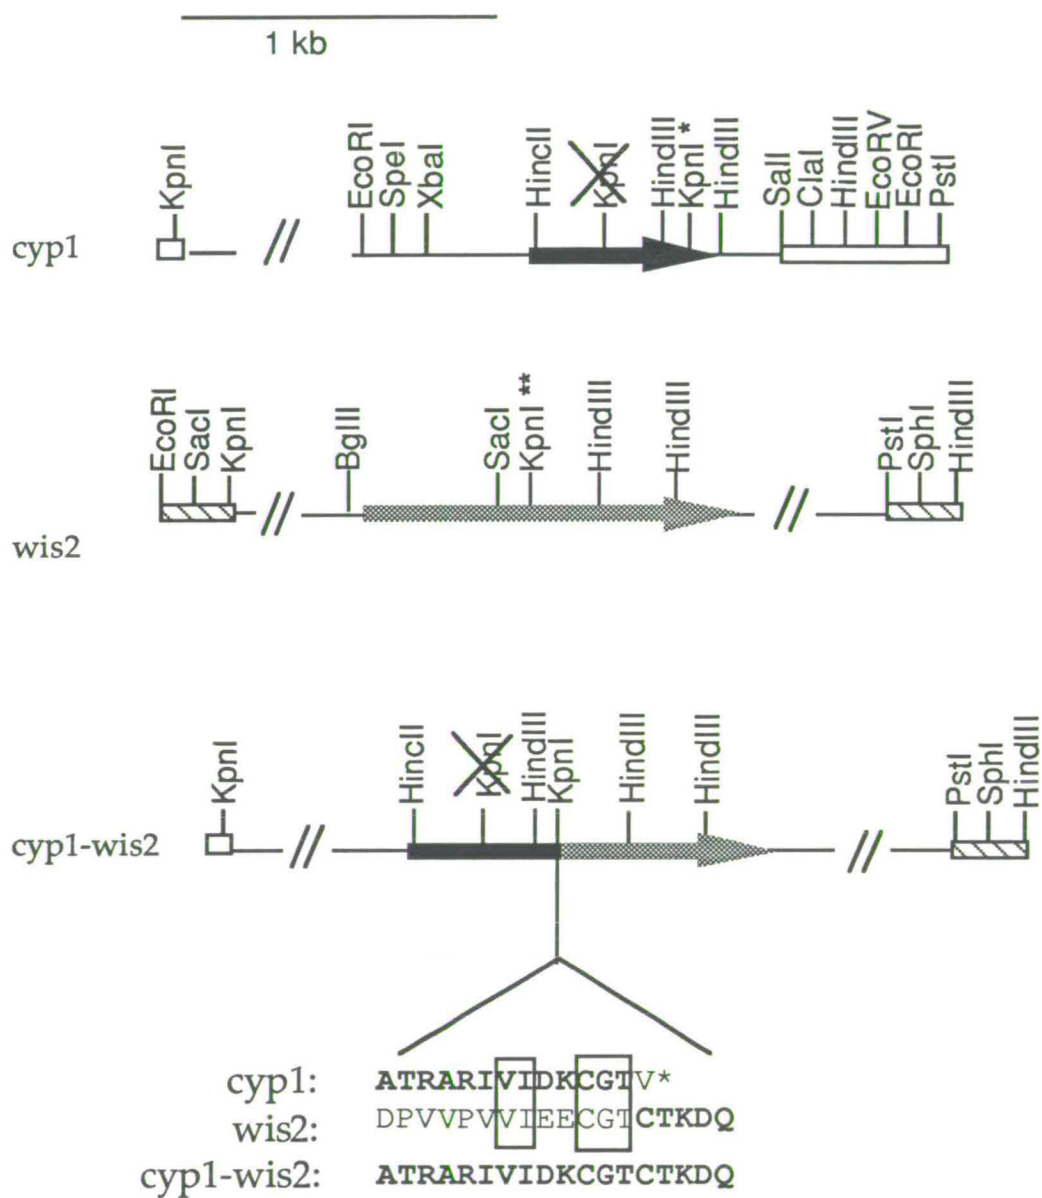 1 kb
KpnI
EcoRI
SpeI
XbaI
HincII
KpnI
HindIII
KpnI *
HindIII
SalI
ClaI
HindIII
EcoRV
EcoRI
PstI
cyp1
EcoRI
SacI
KpnI
BglII
SacI
KpnI **
HindIII
HindIII
PstI
SphI
HindIII
wis2
KpnI
HincII
KpnI
HindIII
KpnI
HindIII
HindIII
PstI
SphI
HindIII
cyp1-wis2
cyp1: ATRARIVIDKCGTV*
wis2: DPVVPVVIEECGTCTKDQ
cyp1-wis2: ATRARIVIDKCGTCTKDQ